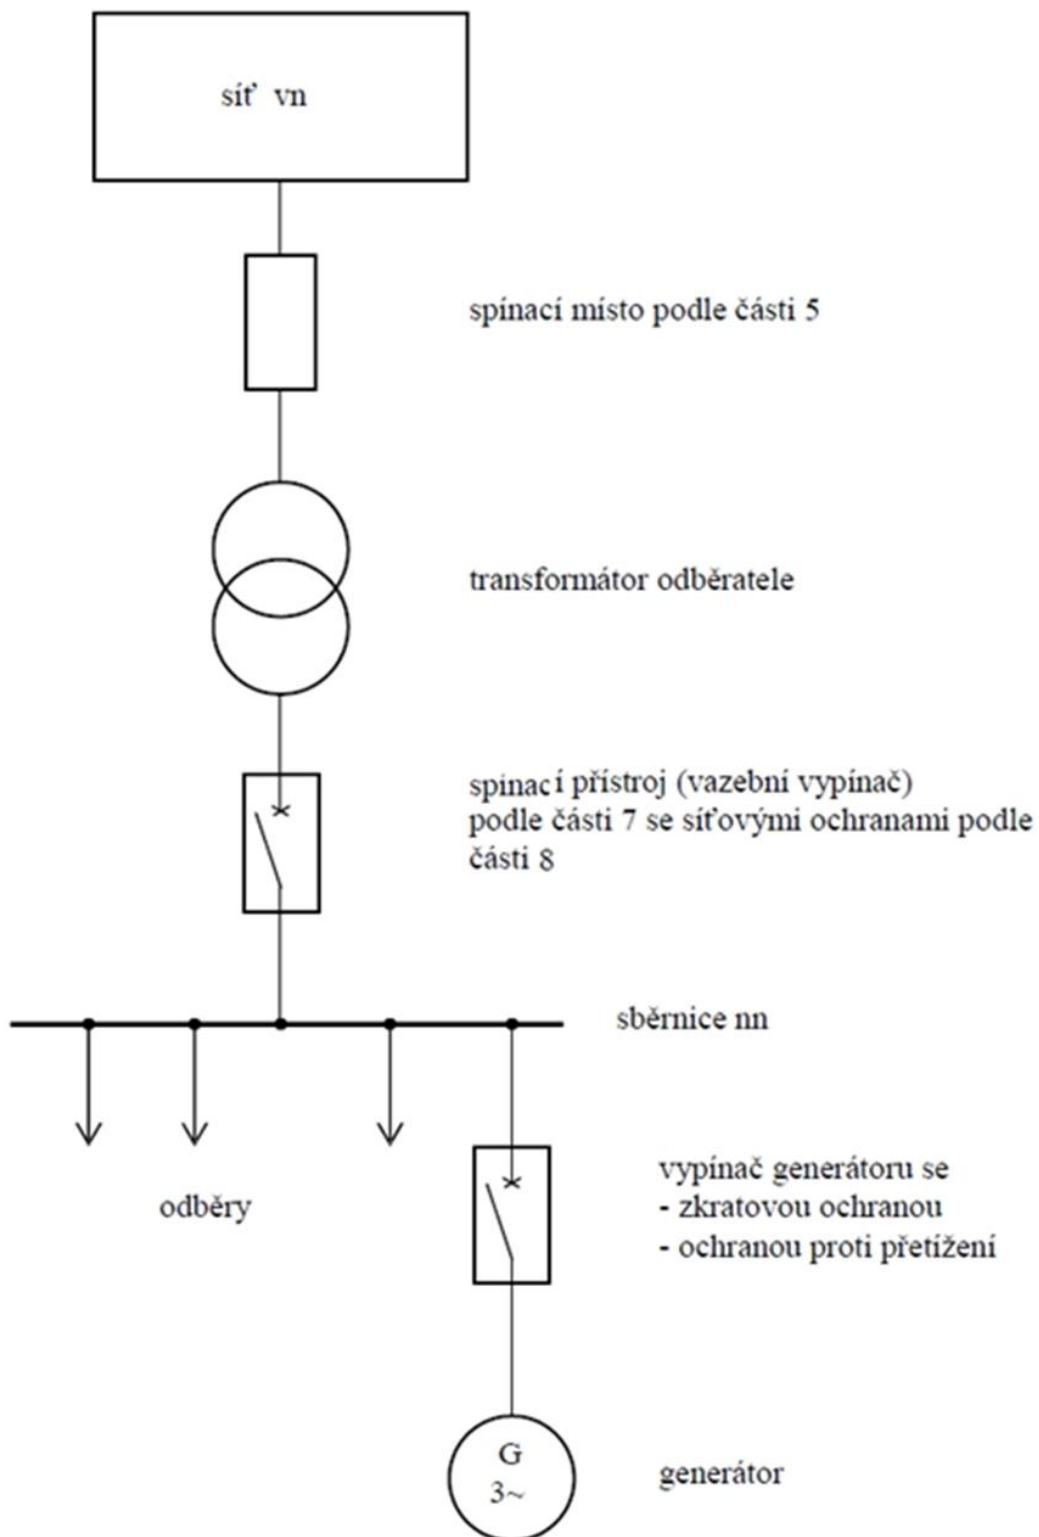 síť vn
spínací místo podle části 5
transformátor odběratele
spinací přístroj (vazební vypínač)
podle části 7 se síťovými ochranami podle
části 8
sběrnice nn
odběry
vypínač generátoru se
- zkratovou ochranou
- ochranou proti přetížení
G
3~
generátor